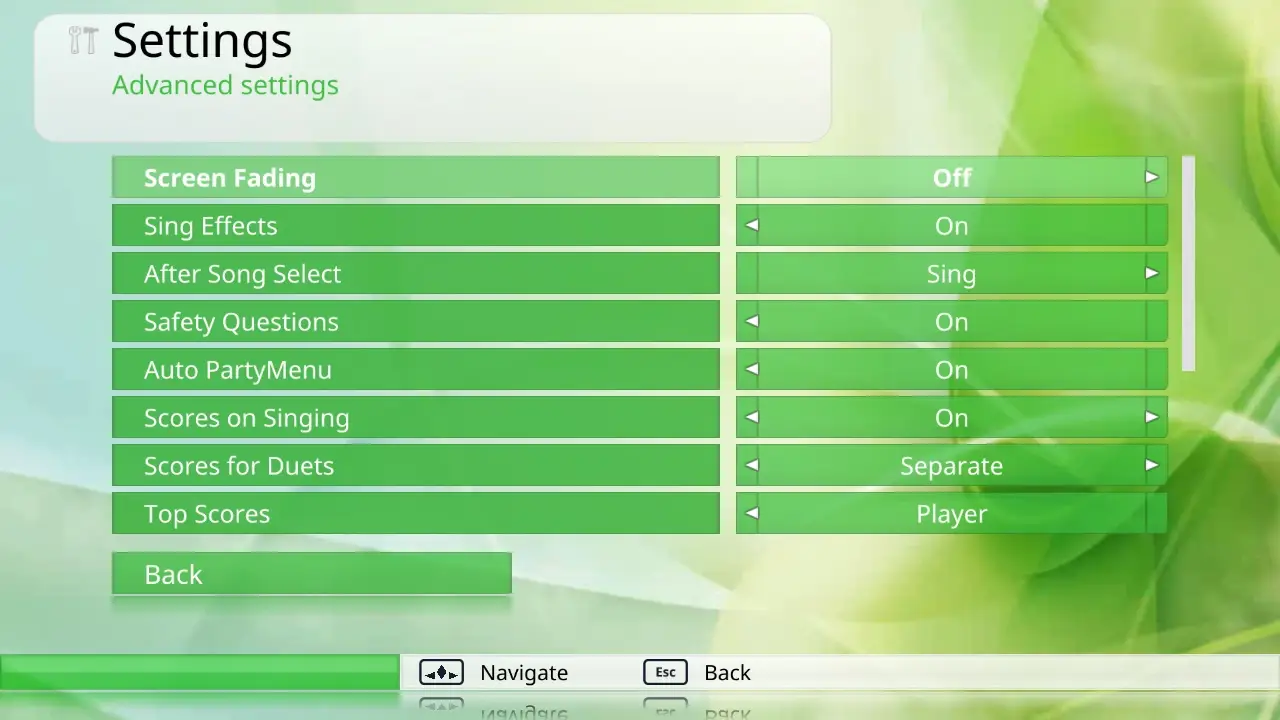 Settings
Advanced settings
Screen Fading Off
Sing Effects On
After Song Select Sing
Safety Questions On
Auto PartyMenu On
Scores on Singing On
Scores for Duets Separate
Top Scores Player
Back
Navigate Esc Back